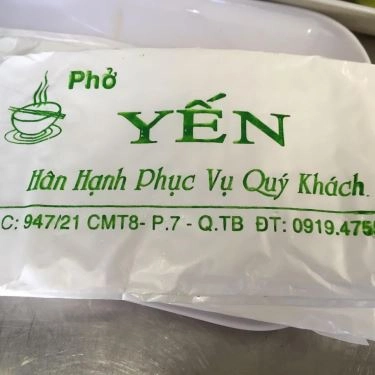 Phở
YẾN
Hân Hạnh Phục Vụ Quý Khách.
C: 947/21 CMT8- P.7 - Q.TB ĐT: 0919.475